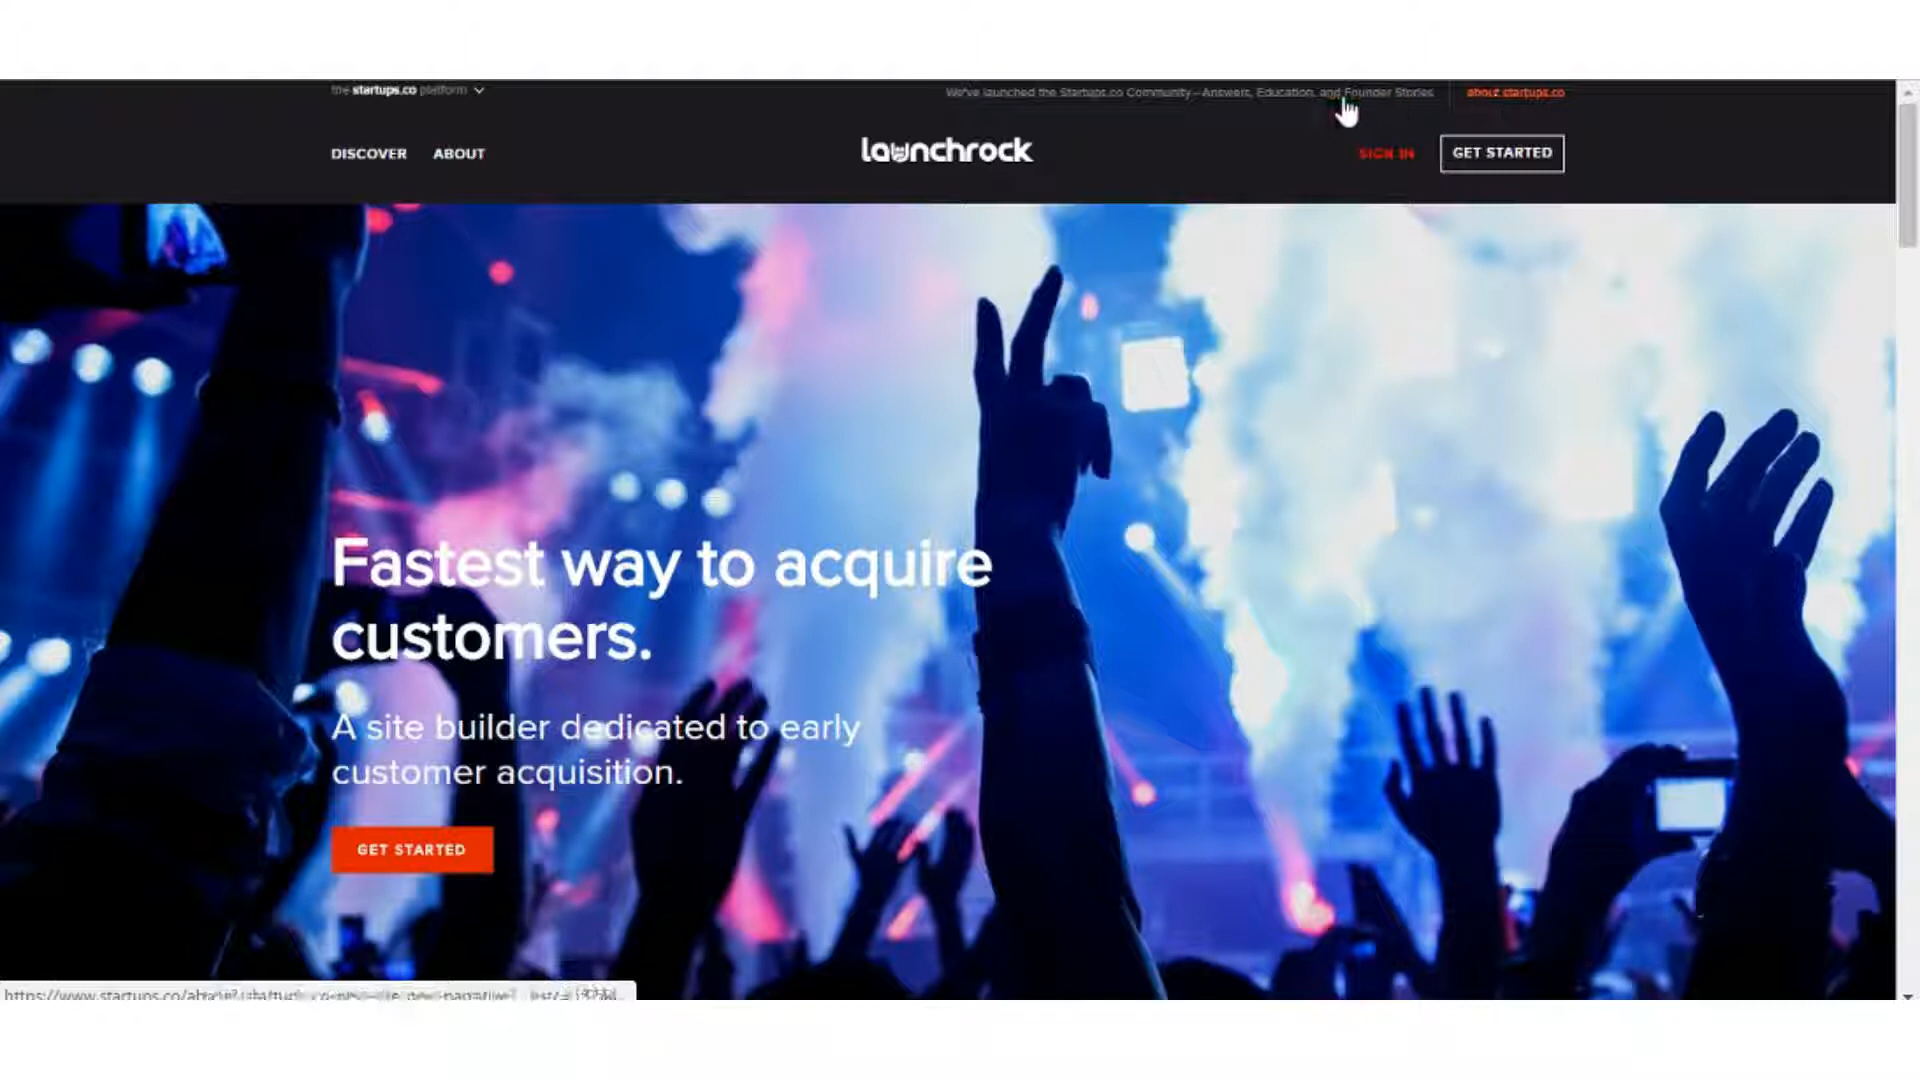 the startups.co platform
We've launched the Startups.co Community - Answers, Education, and Founder Stories
about startups.co
DISCOVER
ABOUT
launchrock
SIGN IN
GET STARTED
Fastest way to acquire
customers.
A site builder dedicated to early
customer acquisition.
GET STARTED